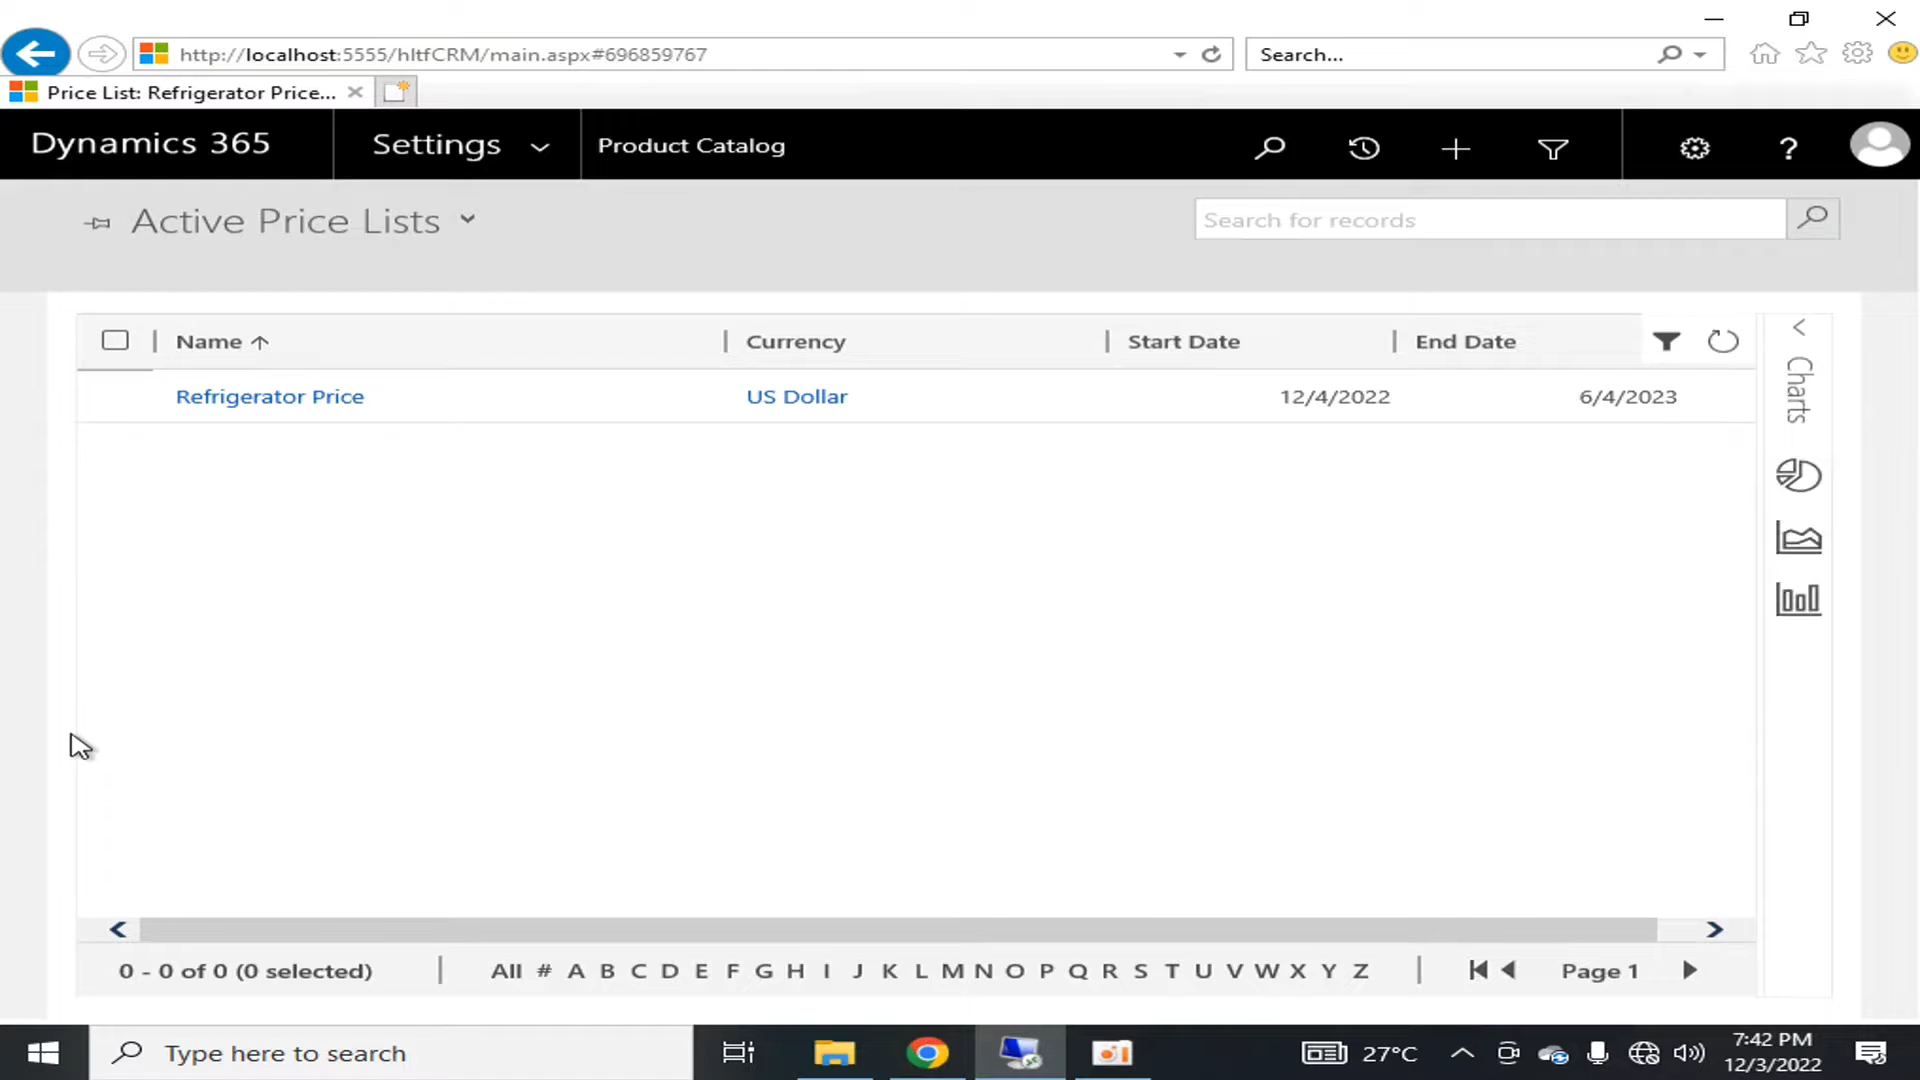 http://localhost:5555/hltfCRM/main.aspx#696859767
Search...
Price List: Refrigerator Price...
Dynamics 365
Settings
Product Catalog
?
Active Price Lists
Search for records
Name
Currency
Start Date
End Date
Refrigerator Price
US Dollar
12/4/2022
6/4/2023
Charts
0 - 0 of 0 (0 selected)
All # A B C D E F G H I J K L M N O P Q R S T U V W X Y Z
Page 1
Type here to search
27°C
7:42 PM
12/3/2022